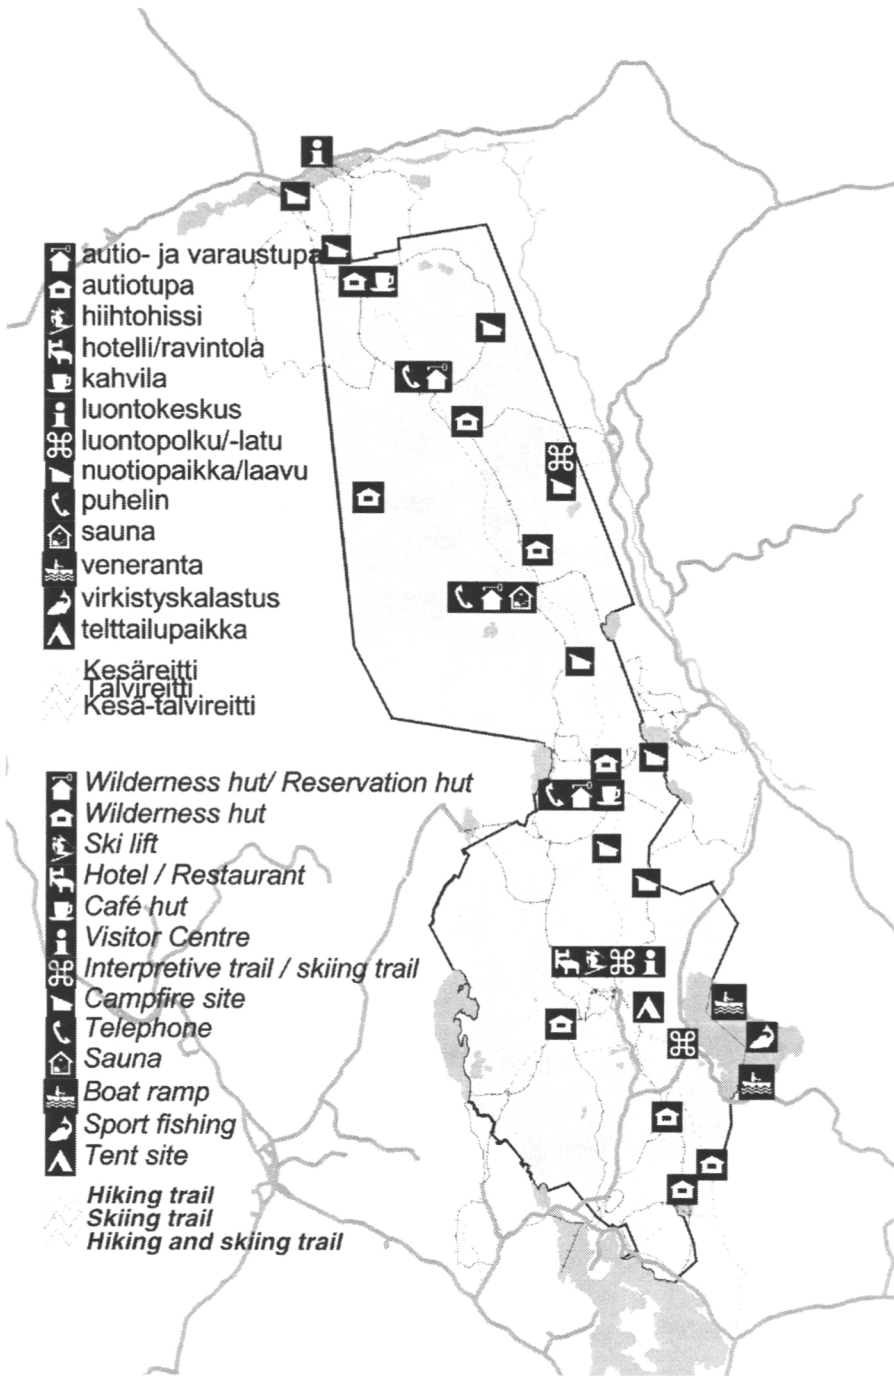 autio- ja varaustupa
autiotupa
hiihtohissi
hotelli/ravintola
kahvila
luontokeskus
luontopolku/-latu
nuotiopaikka/laavu
puhelin
sauna
veneranta
virkistyskalastus
telttailupaikka
Kesäreitti
Talvireitti
Kesä-talvireitti
Wilderness hut/ Reservation hut
Wilderness hut
Ski lift
Hotel / Restaurant
Café hut
Visitor Centre
Interpretive trail / skiing trail
Campfire site
Telephone
Sauna
Boat ramp
Sport fishing
Tent site
Hiking trail
Skiing trail
Hiking and skiing trail